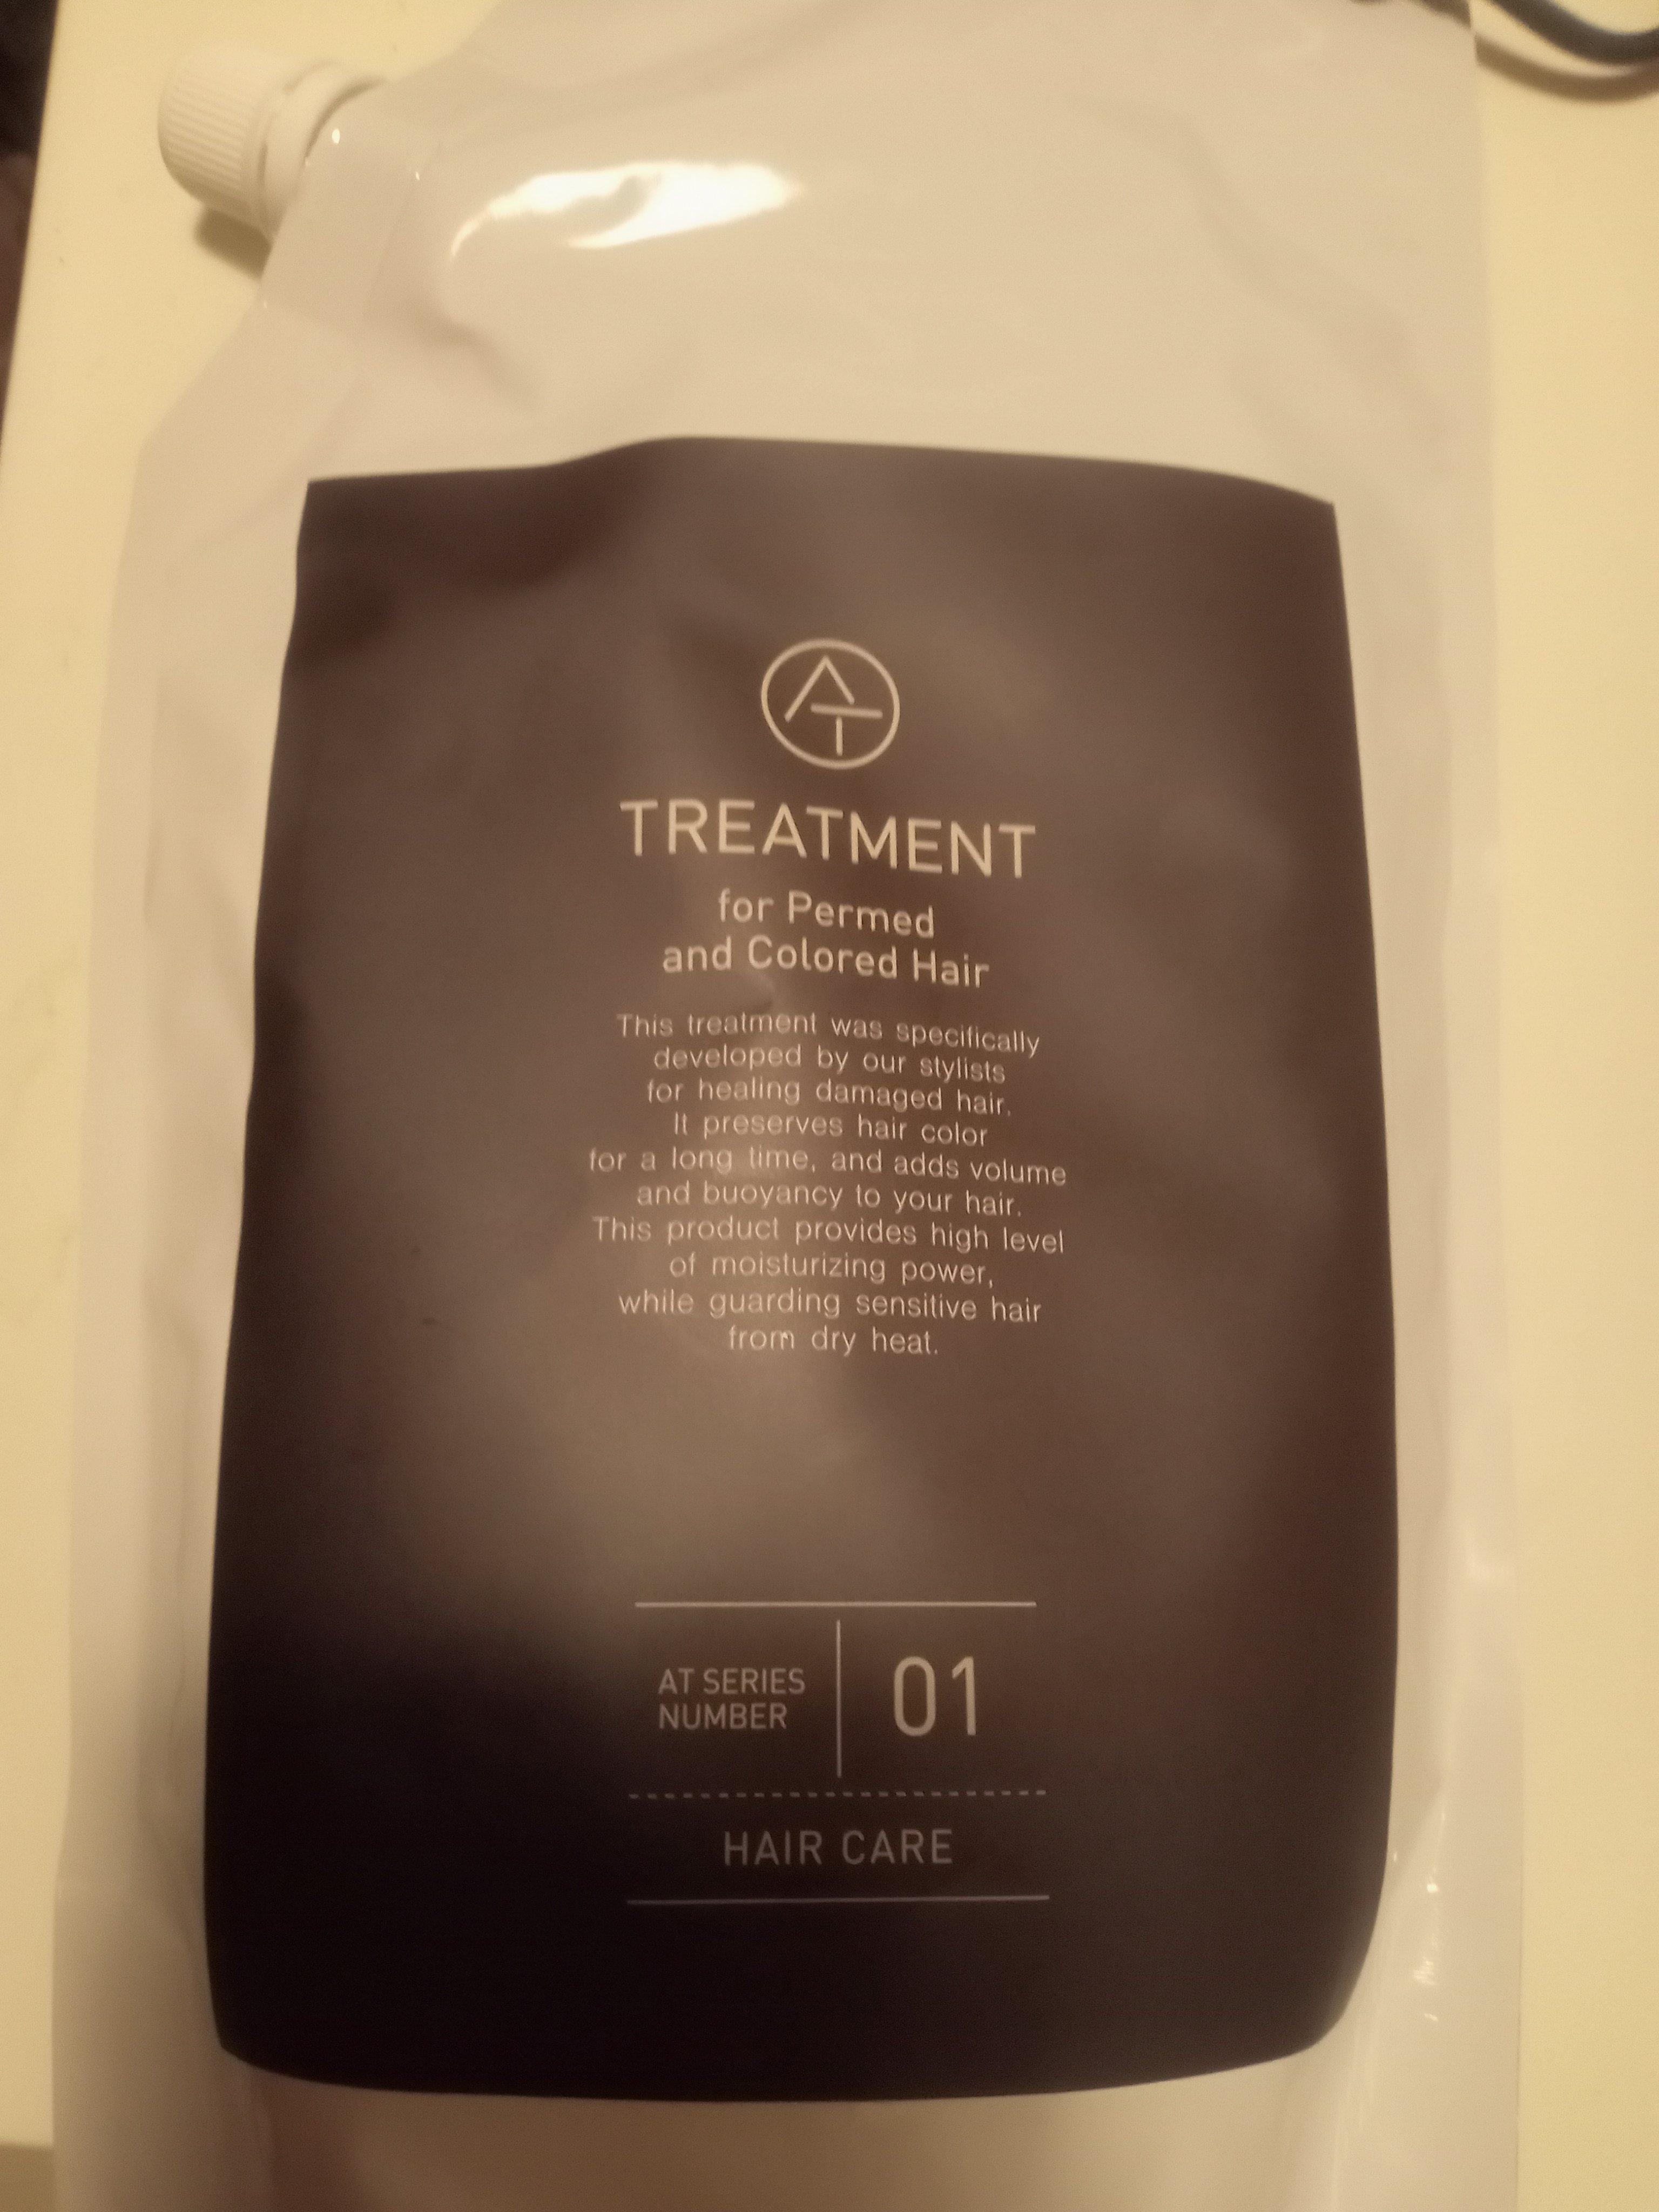 AT
TREATMENT
for Permed
and Colored Hair
This treatment was specifically
developed by our stylists
for healing damaged hair.
It preserves hair color
for a long time, and adds volume
and buoyancy to your hair.
This product provides high level
of moisturizing power,
while guarding sensitive hair
from dry heat.
AT SERIES
NUMBER
01
HAIR CARE